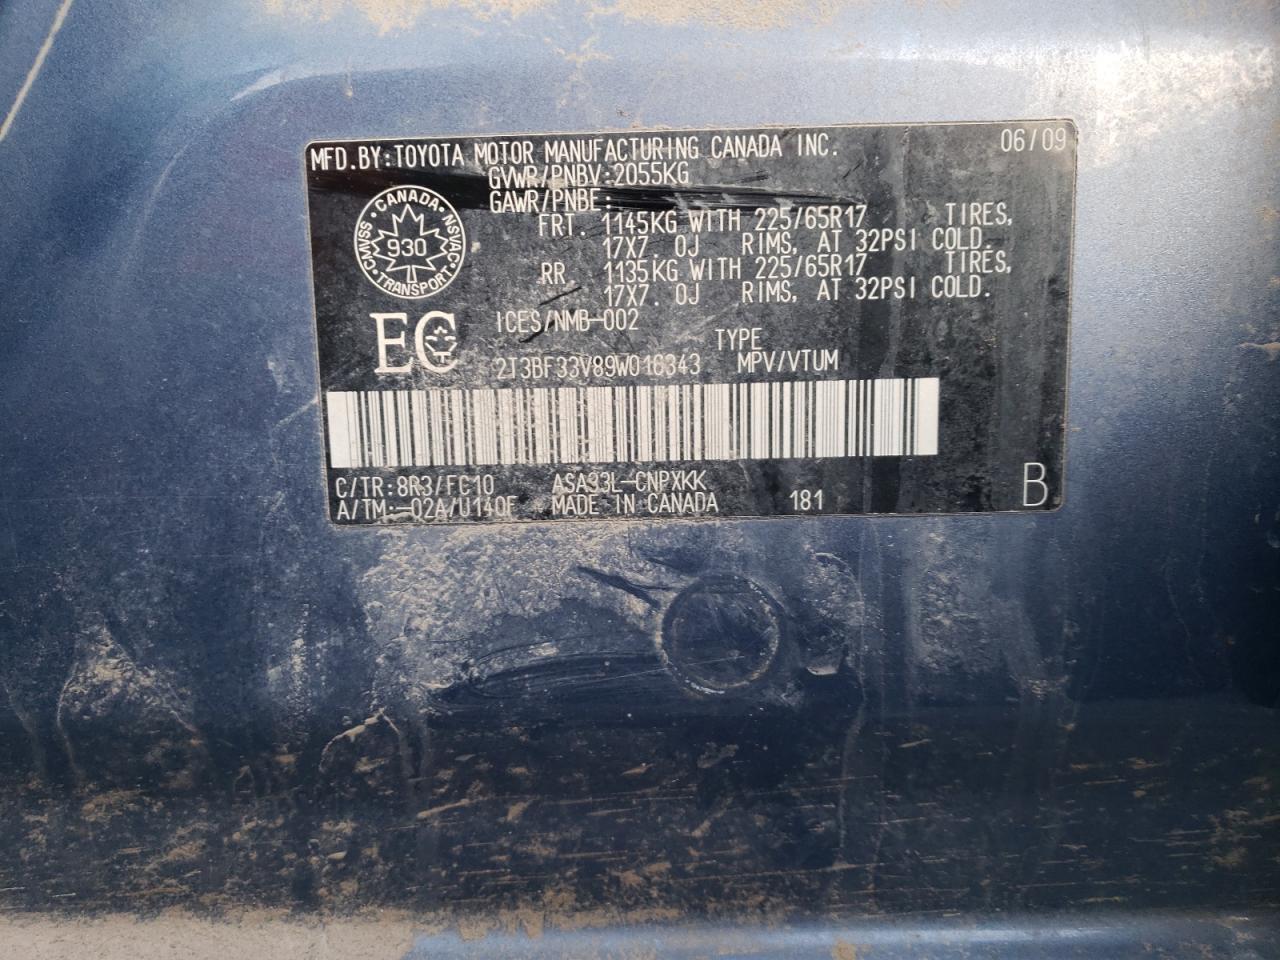 MFD.BY:TOYOTA MOTOR MANUFACTURING CANADA INC. 06/09
GVWR/PNBV:2055KG
GAWR/PNBE:
FRT. 1145KG WITH 225/65R17 TIRES,
17X7.0J RIMS, AT 32PSI COLD.
RR. 1135KG WITH 225/65R17 TIRES,
17X7.0J RIMS, AT 32PSI COLD.
CANADA
CMVSS 930 NSVAC
TRANSPORT
EC ICES/NMB-002
TYPE
2T3BF33V89W016343 MPV/VTUM
C/TR:8R3/FC10 ASA33L-CNPXKK
A/TM:-02A/U140F MADE IN CANADA 181 B